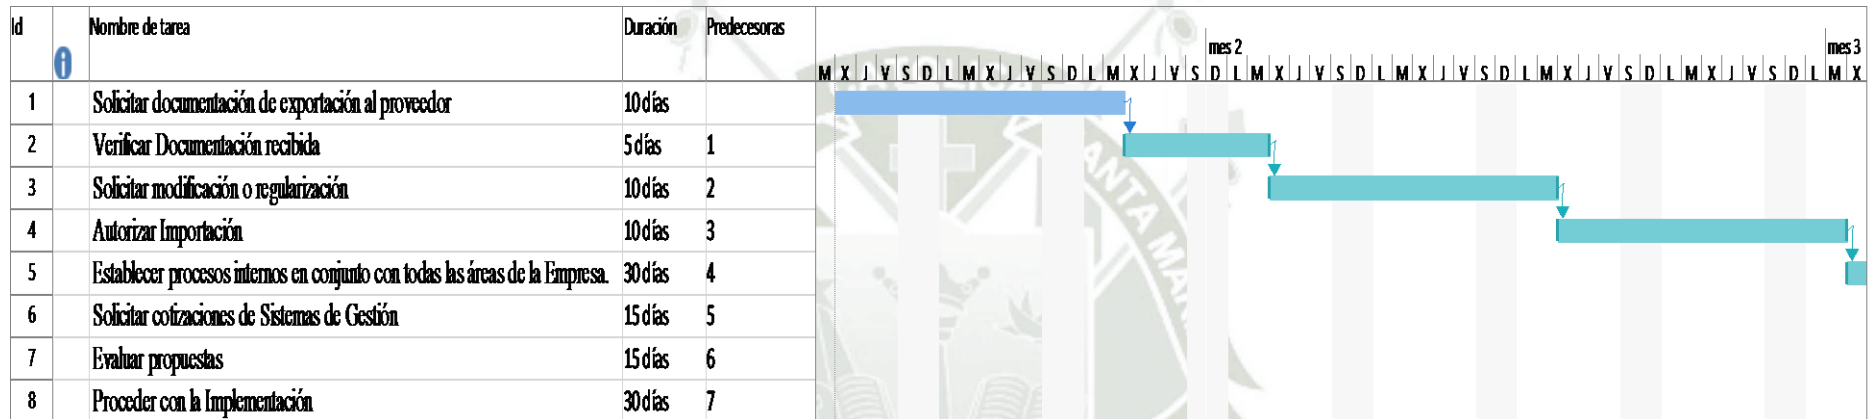 Id Nombre de tarea Duración Predecesoras
mes 2 mes 3
M X J V S D L M X J V S D L M X J V S D L M X J V S D L M X J V S D L M X J V S D L M X J V S D L M X
1 Solicitar documentación de exportación al proveedor 10 días
2 Verificar Documentación recibida 5 días 1
3 Solicitar modificación o regularización 10 días 2
4 Autorizar Importación 10 días 3
5 Establecer procesos internos en conjunto con todas las áreas de la Empresa. 30 días 4
6 Solicitar cotizaciones de Sistemas de Gestión 15 días 5
7 Evaluar propuestas 15 días 6
8 Proceder con la Implementación 30 días 7